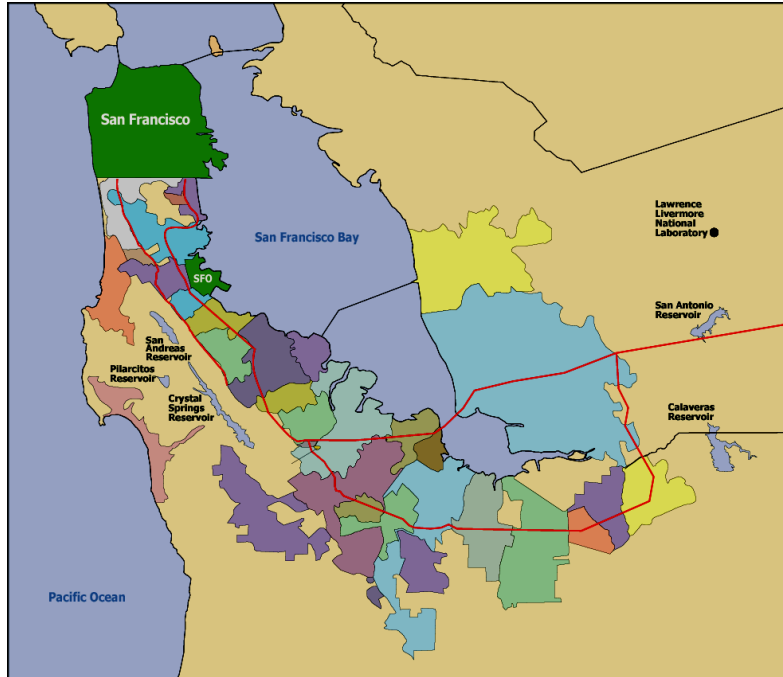 San Francisco
San Francisco Bay
Lawrence
Livermore
National
Laboratory
SFO
San Antonio
Reservoir
San
Andreas
Reservoir
Pilarcitos
Reservoir
Crystal
Springs
Reservoir
Calaveras
Reservoir
Pacific Ocean